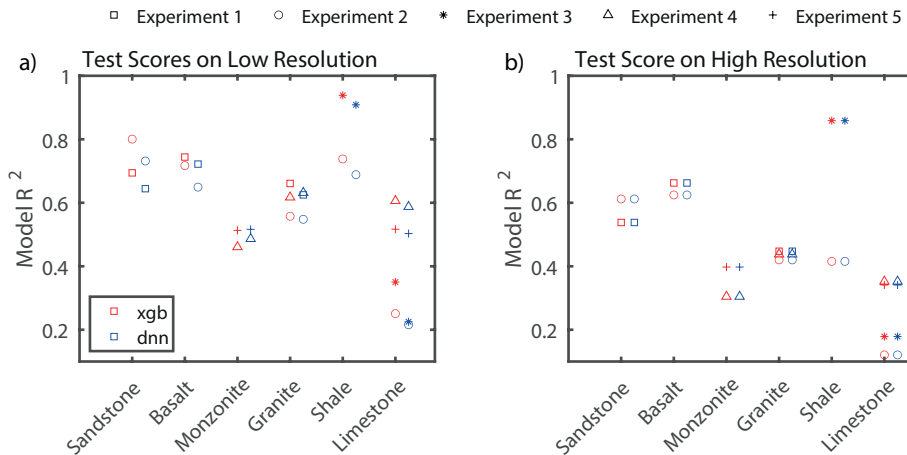 Experiment 1 Experiment 2 Experiment 3 Experiment 4 Experiment 5
a) Test Scores on Low Resolution
b) Test Score on High Resolution
1
0.8
0.6
0.4
0.2
Model R 2
xgb
dnn
Sandstone
Basalt
Monzonite
Granite
Shale
Limestone
1
0.8
0.6
0.4
0.2
Model R 2
Sandstone
Basalt
Monzonite
Granite
Shale
Limestone